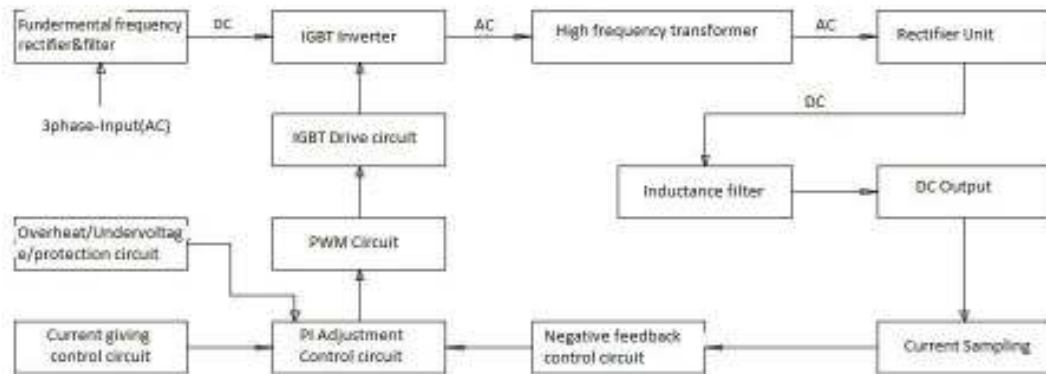 Fundermental frequency
rectifier&filter
DC
IGBT Inverter
AC
High frequency transformer
AC
Rectifier Unit
3phase-Input(AC)
DC
IGBT Drive circuit
Inductance filter
DC Output
Overheat/Undervoltag
e/protection circuit
PWM Circuit
Current giving
control circuit
PI Adjustment
Control circuit
Negative feedback
control circuit
Current Sampling